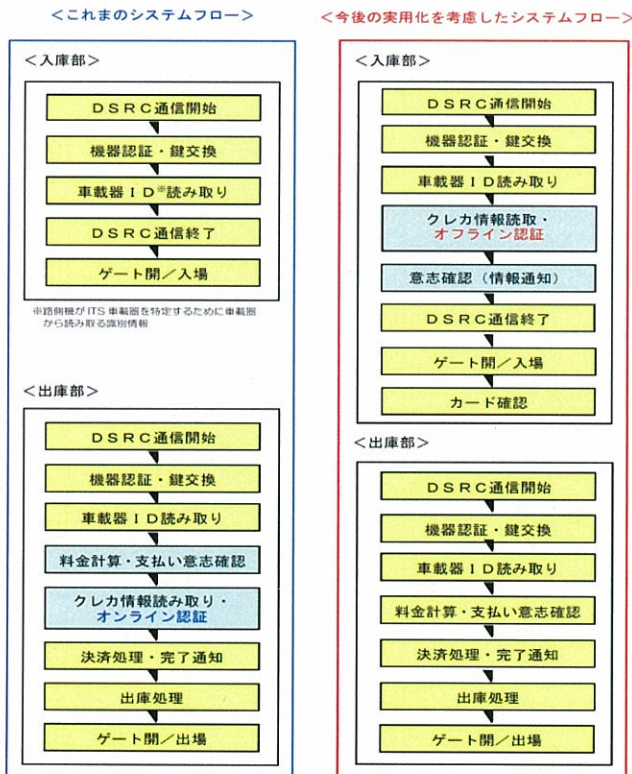 <これまのシステムフロー>
<入庫部>
DSRC通信開始
機器認証・鍵交換
車載器ID※読み取り
DSRC通信終了
ゲート開/入場
※路側機がITS車載器を特定するために車載器
から読み取る識別情報
<出庫部>
DSRC通信開始
機器認証・鍵交換
車載器ID読み取り
料金計算・支払い意志確認
クレカ情報読み取り・
オンライン認証
決済処理・完了通知
出庫処理
ゲート開/出場
<今後の実用化を考慮したシステムフロー>
<入庫部>
DSRC通信開始
機器認証・鍵交換
車載器ID読み取り
クレカ情報読取・
オフライン認証
意志確認(情報通知)
DSRC通信終了
ゲート開/入場
カード確認
<出庫部>
DSRC通信開始
機器認証・鍵交換
車載器ID読み取り
料金計算・支払い意志確認
決済処理・完了通知
出庫処理
ゲート開/出場